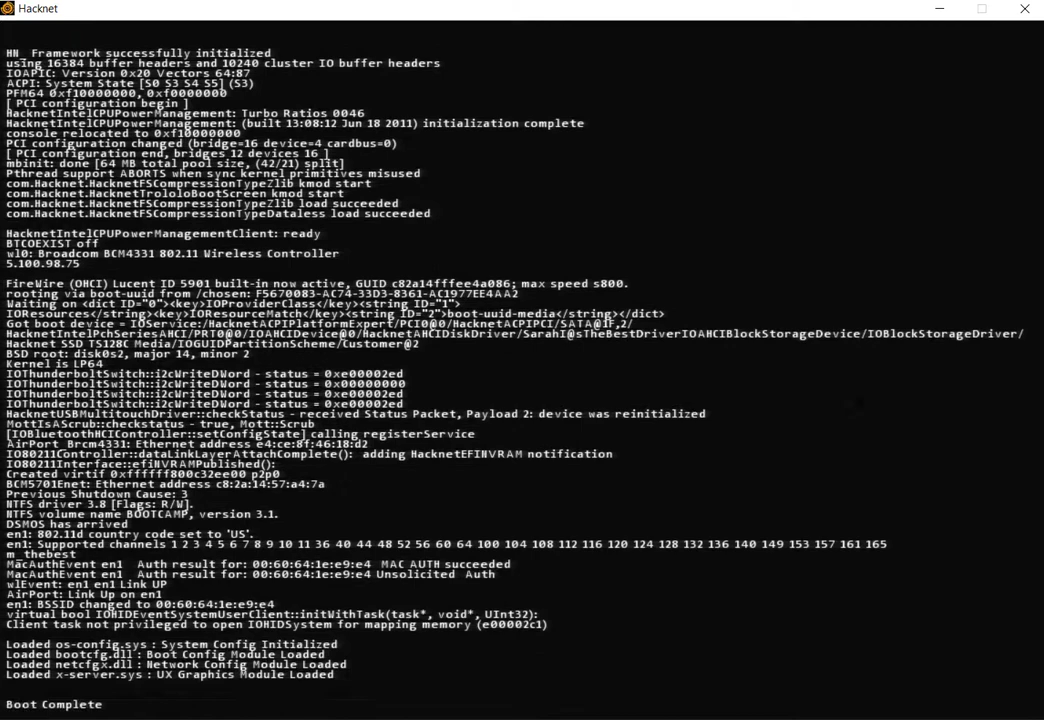 Hacknet
HN_ Framework successfully initialized
using 16384 buffer headers and 10240 cluster IO buffer headers
IOAPIC: Version 0x20 Vectors 64:87
ACPI: System State [S0 S3 S4 S5] (S3)
PFM64 0xf10000000, 0xf0000000
[ PCI configuration begin ]
HacknetIntelCPUPowerManagement: Turbo Ratios 0046
HacknetIntelCPUPowerManagement: (built 13:08:12 Jun 18 2011) initialization complete
console relocated to 0xf10000000
PCI configuration changed (bridge=16 device=4 cardbus=0)
[ PCI configuration end, bridges 12 devices 16 ]
mbinit: done [64 MB total pool size, (42/21) split]
Pthread support ABORTS when sync kernel primitives misused
com.Hacknet.HacknetFSCompressionTypeZlib kmod start
com.Hacknet.HacknetTrololoBootScreen kmod start
com.Hacknet.HacknetFSCompressionTypeZlib load succeeded
com.Hacknet.HacknetFSCompressionTypeDataless load succeeded
HacknetIntelCPUPowerManagementClient: ready
BTCOEXIST off
wl0: Broadcom BCM4331 802.11 Wireless Controller
5.100.98.75
FireWire (OHCI) Lucent ID 5901 built-in now active, GUID c82a14fffee4a086; max speed s800.
rooting via boot-uuid from /chosen: F5670083-AC74-33D3-8361-AC1977EE4AA2
Waiting on <dict ID="0"><key>IOProviderClass</key><string ID="1">
IOResources</string><key>IOResourceMatch</key><string ID="2">boot-uuid-media</string></dict>
Got boot device = IOService:/HacknetACPIPlatformExpert/PCI0@0/HacknetACPIPCI/SATA@1F,2/
HacknetIntelPchSeriesAHCI/PRT0@0/IOAHCIDevice@0/HacknetAHCIDiskDriver/SarahI@sTheBestDriverIOAHCIBlockStorageDevice/IOBlockStorageDriver/
Hacknet SSD TS128C Media/IOGUIDPartitionScheme/Customer@2
BSD root: disk0s2, major 14, minor 2
Kernel is LP64
IOThunderboltSwitch::i2cWriteDWord - status = 0xe00002ed
IOThunderboltSwitch::i2cWriteDWord - status = 0x00000000
IOThunderboltSwitch::i2cWriteDWord - status = 0xe00002ed
IOThunderboltSwitch::i2cWriteDWord - status = 0xe00002ed
HacknetUSBMultitouchDriver::checkStatus - received Status Packet, Payload 2: device was reinitialized
MottIsAScrub::checkstatus - true, Mott::Scrub
[IOBluetoothHCIController::setConfigState] calling registerService
AirPort_Brcm4331: Ethernet address e4:ce:8f:46:18:d2
IO80211Controller::dataLinkLayerAttachComplete():  adding HacknetEFINVRAM notification
IO80211Interface::efiNVRAMPublished():
Created virtif 0xffffff800c32ee00 p2p0
BCM5701Enet: Ethernet address c8:2a:14:57:a4:7a
Previous Shutdown Cause: 3
NTFS driver 3.8 [Flags: R/W].
NTFS volume name BOOTCAMP, version 3.1.
DSMOS has arrived
en1: 802.11d country code set to 'US'.
en1: Supported channels 1 2 3 4 5 6 7 8 9 10 11 36 40 44 48 52 56 60 64 100 104 108 112 116 120 124 128 132 136 140 149 153 157 161 165
m_thebest
MacAuthEvent en1  Auth result for: 00:60:64:1e:e9:e4  MAC AUTH succeeded
MacAuthEvent en1  Auth result for: 00:60:64:1e:e9:e4 Unsolicited  Auth
wlEvent: en1 en1 Link UP
AirPort: Link Up on en1
en1: BSSID changed to 00:60:64:1e:e9:e4
virtual bool IOHIDEventSystemUserClient::initWithTask(task*, void*, UInt32):
Client task not privileged to open IOHIDSystem for mapping memory (e00002c1)
Loaded os-config.sys : System Config Initialized
Loaded bootcfg.dll : Boot Config Module Loaded
Loaded netcfgx.dll : Network Config Module Loaded
Loaded x-server.sys : UX Graphics Module Loaded
Boot Complete